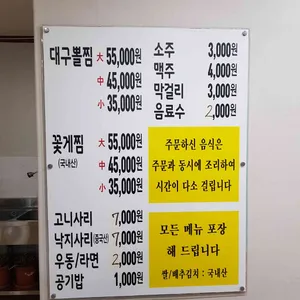 대구뽈찜 大 55,000원
中 45,000원
小 35,000원
꽃게찜 大 55,000원
(국내산) 中 45,000원
小 35,000원
고니사리 7,000원
낙지사리(중국산) 7,000원
우동/라면 2,000원
공기밥 1,000원
소주 3,000원
맥주 4,000원
막걸리 3,000원
음료수 2,000원
주문하신 음식은
주문과 동시에 조리하여
시간이 다소 걸립니다
모든 메뉴 포장
해 드립니다
쌀/배추김치 : 국내산